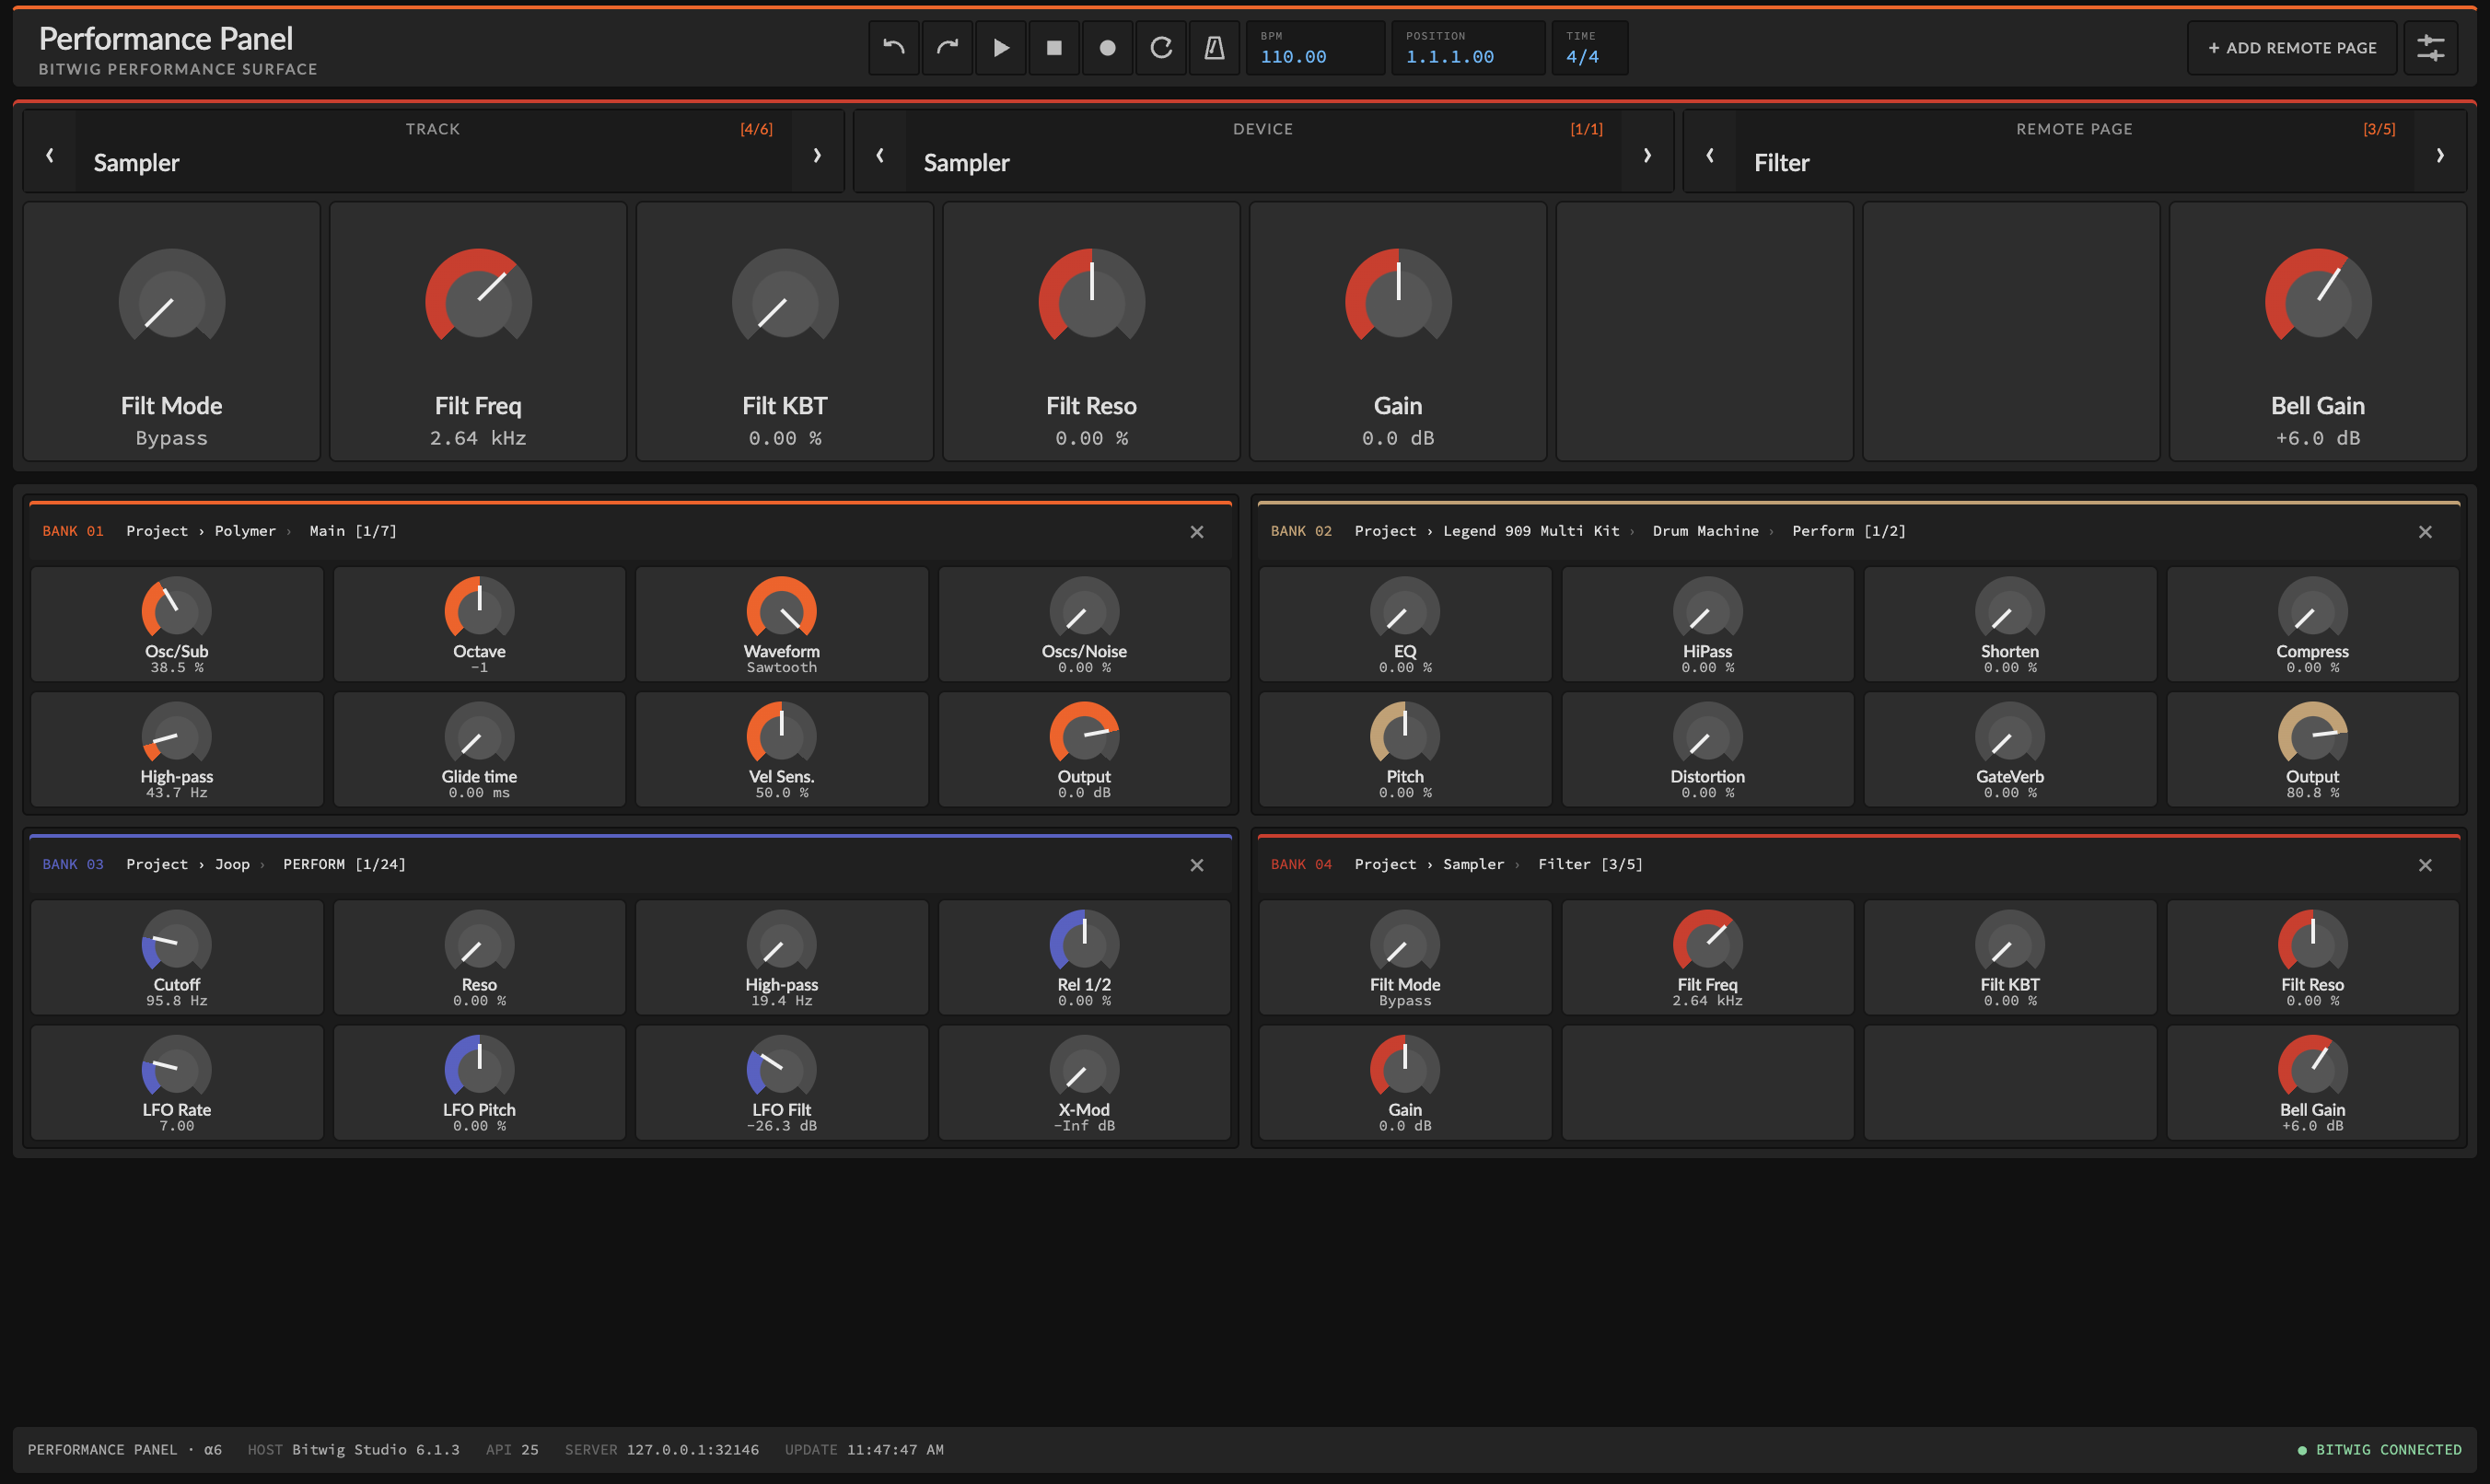 Performance Panel
BITWIG PERFORMANCE SURFACE
BPM
110.00
POSITION
1.1.1.00
TIME
4/4
+ ADD REMOTE PAGE
TRACK [4/6]
Sampler
DEVICE [1/1]
Sampler
REMOTE PAGE [3/5]
Filter
Filt Mode
Bypass
Filt Freq
2.64 kHz
Filt KBT
0.00 %
Filt Reso
0.00 %
Gain
0.0 dB
Bell Gain
+6.0 dB
BANK 01 Project › Polymer › Main [1/7]
Osc/Sub
38.5 %
Octave
-1
Waveform
Sawtooth
Oscs/Noise
0.00 %
High-pass
43.7 Hz
Glide time
0.00 ms
Vel Sens.
50.0 %
Output
0.0 dB
BANK 02 Project › Legend 909 Multi Kit › Drum Machine › Perform [1/2]
EQ
0.00 %
HiPass
0.00 %
Shorten
0.00 %
Compress
0.00 %
Pitch
0.00 %
Distortion
0.00 %
GateVerb
0.00 %
Output
80.8 %
BANK 03 Project › Joop › PERFORM [1/24]
Cutoff
95.8 Hz
Reso
0.00 %
High-pass
19.4 Hz
Rel 1/2
0.00 %
LFO Rate
7.00
LFO Pitch
0.00 %
LFO Filt
-26.3 dB
X-Mod
-Inf dB
BANK 04 Project › Sampler › Filter [3/5]
Filt Mode
Bypass
Filt Freq
2.64 kHz
Filt KBT
0.00 %
Filt Reso
0.00 %
Gain
0.0 dB
Bell Gain
+6.0 dB
PERFORMANCE PANEL · α6 HOST Bitwig Studio 6.1.3 API 25 SERVER 127.0.0.1:32146 UPDATE 11:47:47 AM
BITWIG CONNECTED